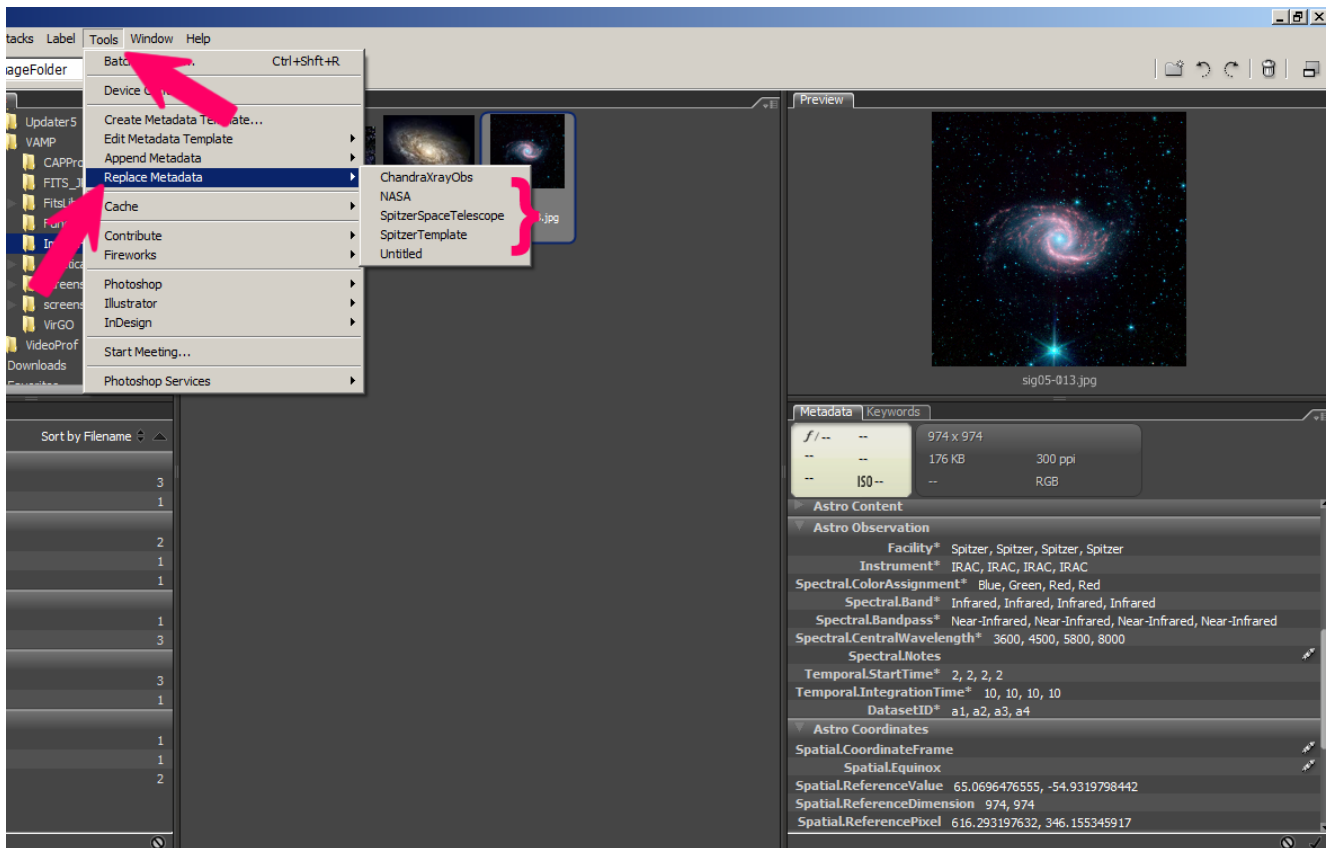 tacks Label Tools Window Help
ageFolder
Batc Ctrl+Shft+R
Device C
Create Metadata Te ate...
Edit Metadata Template
Append Metadata
Replace Metadata
Cache
Contribute
Fireworks
Photoshop
Illustrator
InDesign
Start Meeting...
Photoshop Services
ChandraXrayObs
NASA
SpitzerSpaceTelescope
SpitzerTemplate
Untitled
.jpg
Updater5
VAMP
CAPPro
FITS_J
FitsLib
In
screens
VirGO
VideoProf
Downloads
Sort by Filename
3
1
2
1
1
1
3
3
1
1
1
2
Preview
sig05-013.jpg
Metadata Keywords
f/-- --
-- --
-- ISO --
974 x 974
176 KB 300 ppi
-- RGB
Astro Content
Astro Observation
Facility* Spitzer, Spitzer, Spitzer, Spitzer
Instrument* IRAC, IRAC, IRAC, IRAC
Spectral.ColorAssignment* Blue, Green, Red, Red
Spectral.Band* Infrared, Infrared, Infrared, Infrared
Spectral.Bandpass* Near-Infrared, Near-Infrared, Near-Infrared, Near-Infrared
Spectral.CentralWavelength* 3600, 4500, 5800, 8000
Spectral.Notes
Temporal.StartTime* 2, 2, 2, 2
Temporal.IntegrationTime* 10, 10, 10, 10
DatasetID* a1, a2, a3, a4
Astro Coordinates
Spatial.CoordinateFrame
Spatial.Equinox
Spatial.ReferenceValue 65.0696476555, -54.9319798442
Spatial.ReferenceDimension 974, 974
Spatial.ReferencePixel 616.293197632, 346.155345917